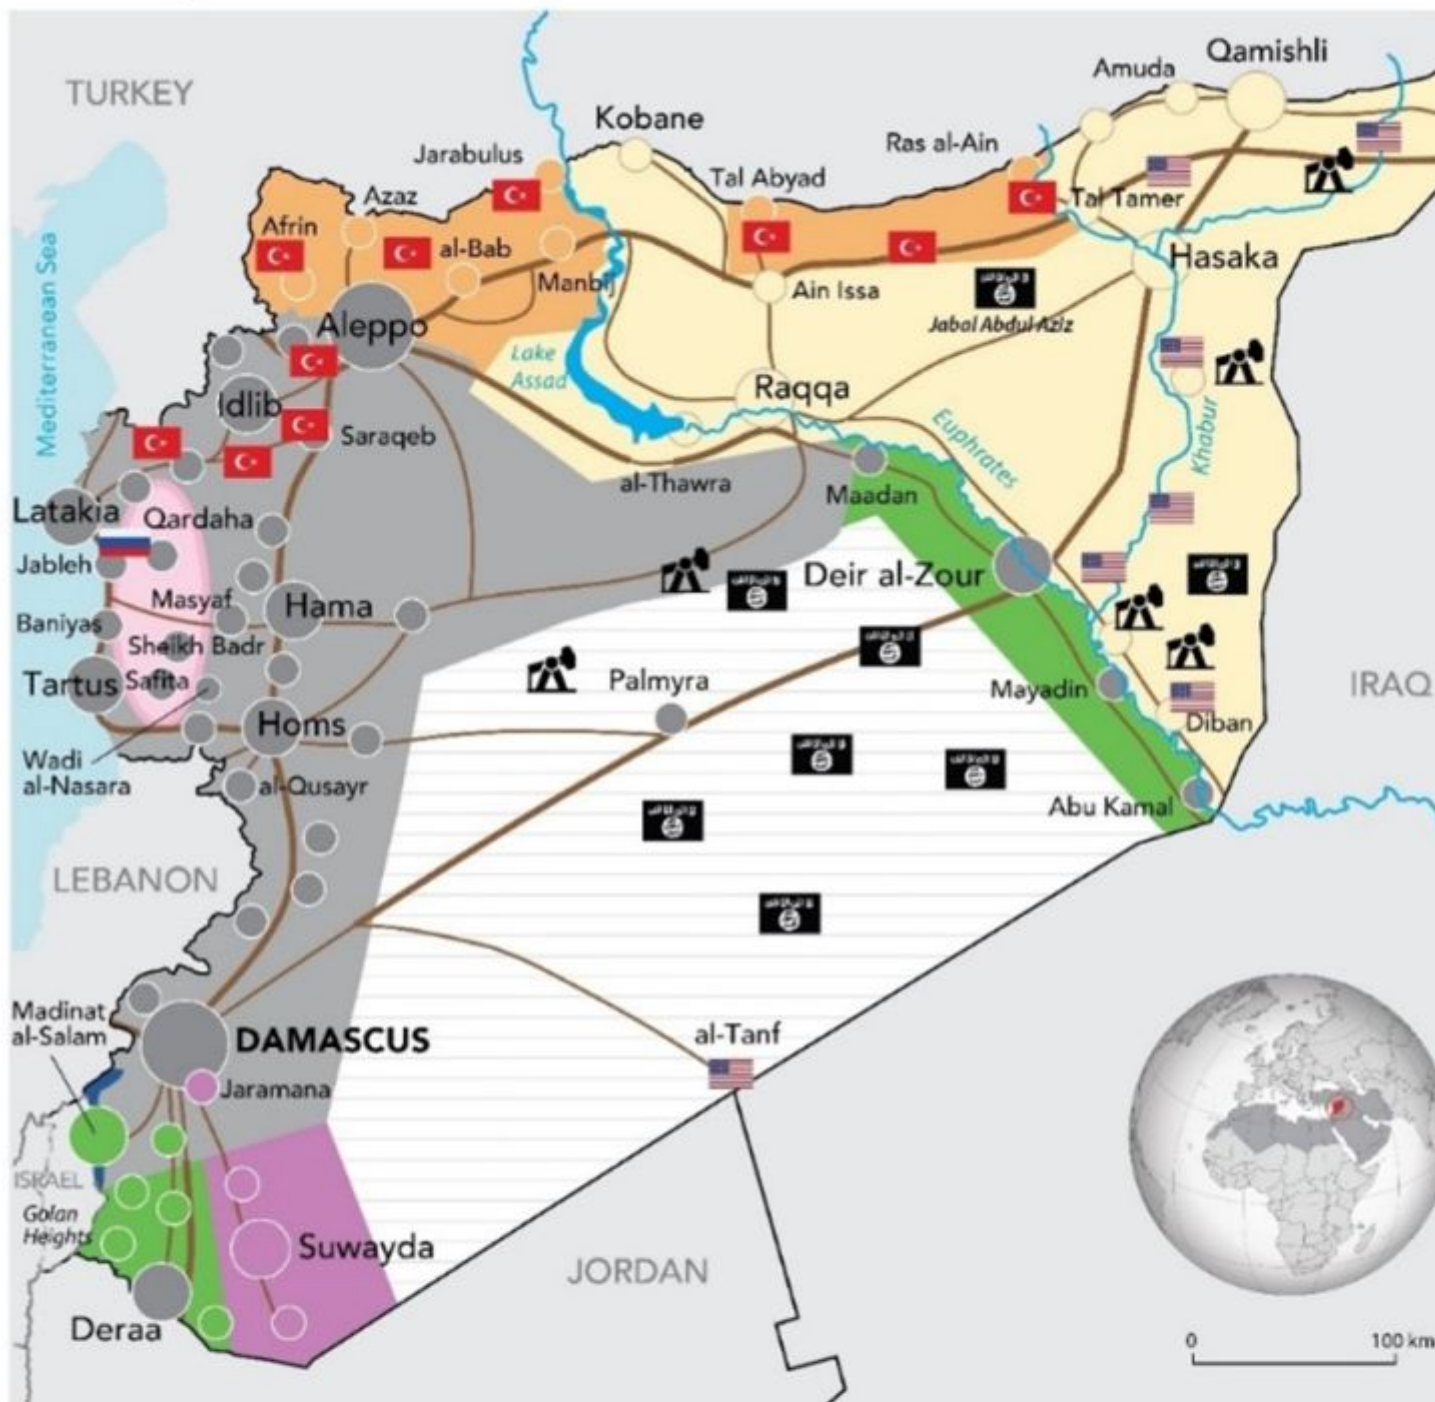 Qamishli
Amuda
TURKEY
Kobane
Ras al-Ain
Jarabulus
Tal Abyad
Azaz
Tal Tamer
Afrin
al-Bab
Manbij
Hasaka
Ain Issa
Jabal Abdul Aziz
Aleppo
Mediterranean Sea
Lake
Assad
Raqqa
Idlib
Saraqeb
Euphrates
Khabur
al-Thawra
Maadan
Latakia
Qardaha
Jableh
Deir al-Zour
Masyaf
Hama
Baniyas
Sheikh Badr
Tartus
Safita
Palmyra
Mayadin
IRAQ
Homs
Diban
Wadi
al-Nasara
al-Qusayr
Abu Kamal
LEBANON
Madinat
al-Salam
DAMASCUS
al-Tanf
Jaramana
ISRAEL
Golan
Heights
Suwayda
JORDAN
Deraa
0 100 km